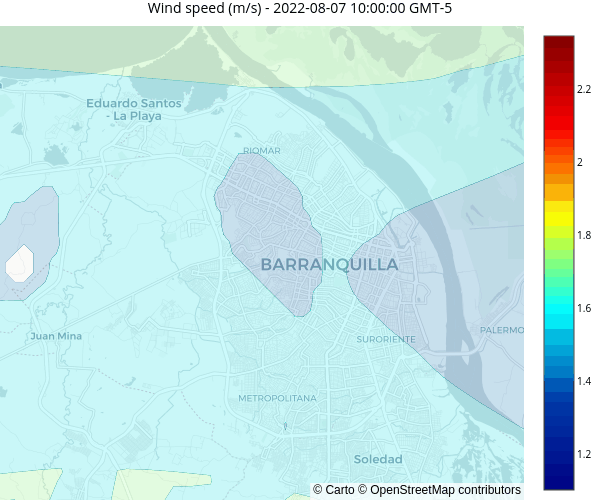 Wind speed (m/s) - 2022-08-07 10:00:00 GMT-5
Eduardo Santos
- La Playa
RIOMAR
BARRANQUILLA
Juan Mina
SURORIENTE
PALERMO
METROPOLITANA
Soledad
© Carto © OpenStreetMap contributors
2.2
2
1.8
1.6
1.4
1.2